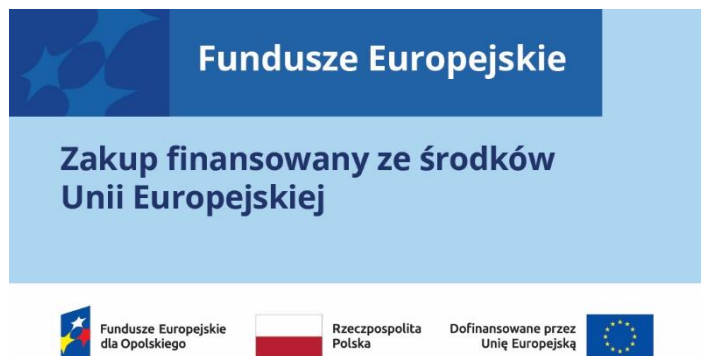 Fundusze Europejskie
Zakup finansowany ze środków
Unii Europejskiej
Fundusze Europejskie
dla Opolskiego
Rzeczpospolita
Polska
Dofinansowane przez
Unię Europejską